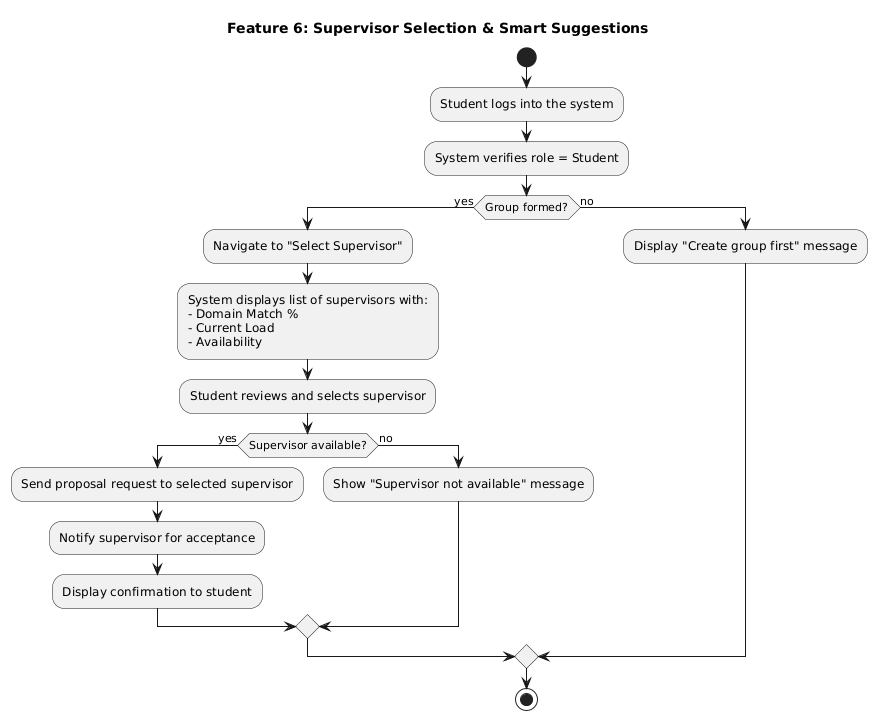 Feature 6: Supervisor Selection & Smart Suggestions
Student logs into the system
System verifies role = Student
yes
Group formed?
no
Navigate to "Select Supervisor"
Display "Create group first" message
System displays list of supervisors with:
- Domain Match %
- Current Load
- Availability
Student reviews and selects supervisor
yes
Supervisor available?
no
Send proposal request to selected supervisor
Show "Supervisor not available" message
Notify supervisor for acceptance
Display confirmation to student